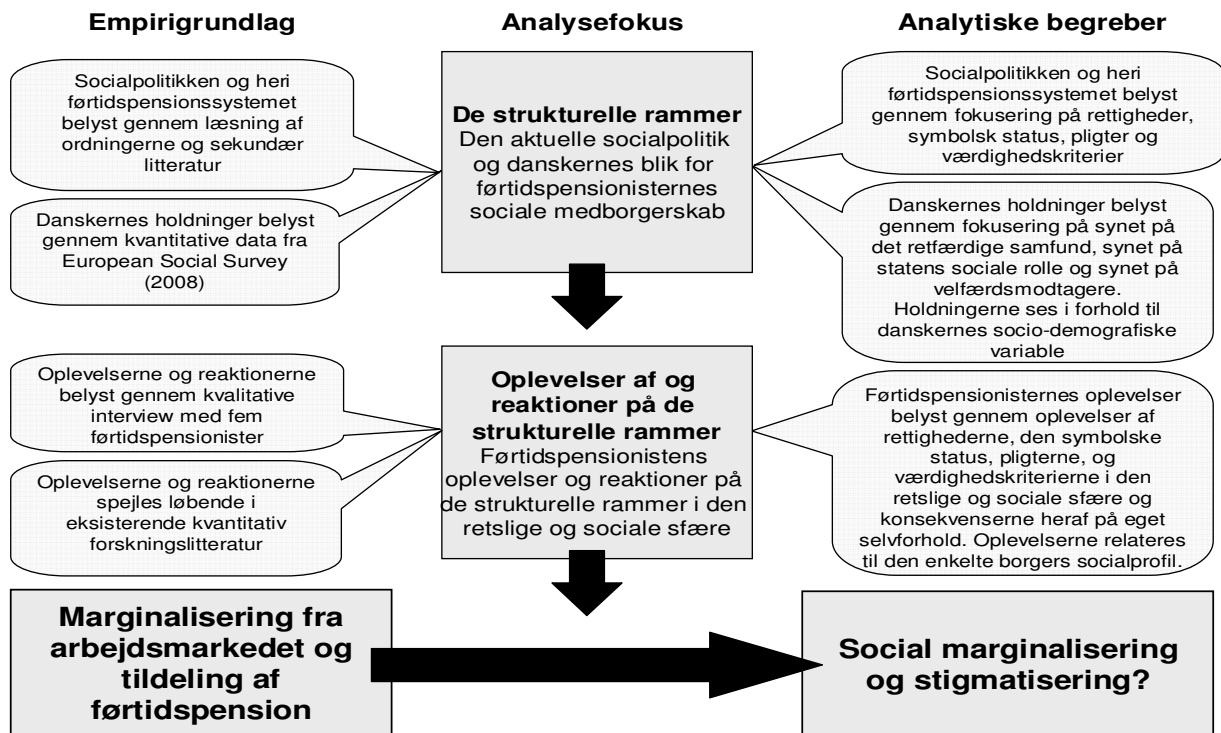 Empirigrundlag
Analysefokus
Analytiske begreber
Socialpolitikken og heri
førtidspensionssystemet
belyst gennem læsning af
ordningerne og sekundær
litteratur
Danskernes holdninger belyst
gennem kvantitative data fra
European Social Survey
(2008)
De strukturelle rammer
Den aktuelle socialpolitik
og danskernes blik for
førtidspensionisternes
sociale medborgerskab
Socialpolitikken og heri
førtidspensionssystemet belyst
gennem fokusering på rettigheder,
symbolsk status, pligter og
værdighedskriterier
Danskernes holdninger belyst
gennem fokusering på synet på
det retfærdige samfund, synet på
statens sociale rolle og synet på
velfærdsmodtagere.
Holdningerne ses i forhold til
danskernes socio-demografiske
variable
Oplevelserne og reaktionerne
belyst gennem kvalitative
interview med fem
førtidspensionister
Oplevelserne og reaktionerne
spejles løbende i
eksisterende kvantitativ
forskningslitteratur
Oplevelser af og
reaktioner på de
strukturelle rammer
Førtidspensionistens
oplevelser og reaktioner på
de strukturelle rammer i den
retslige og sociale sfære
Førtidspensionisternes oplevelser
belyst gennem oplevelser af
rettighederne, den symbolske
status, pligterne, og
værdighedskriterierne i den
retslige og sociale sfære og
konsekvenserne heraf på eget
selvforhold. Oplevelserne relateres
til den enkelte borgers socialprofil.
Marginalisering fra
arbejdsmarkedet og
tildeling af
førtidspension
Social marginalisering
og stigmatisering?